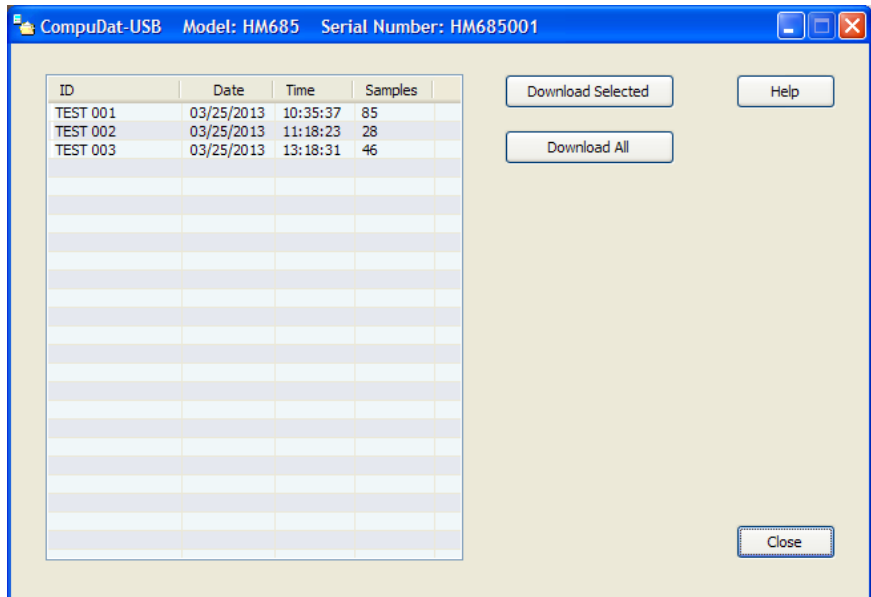 CompuDat-USB Model: HM685 Serial Number: HM685001
ID Date Time Samples
TEST 001 03/25/2013 10:35:37 85
TEST 002 03/25/2013 11:18:23 28
TEST 003 03/25/2013 13:18:31 46
Download Selected
Help
Download All
Close